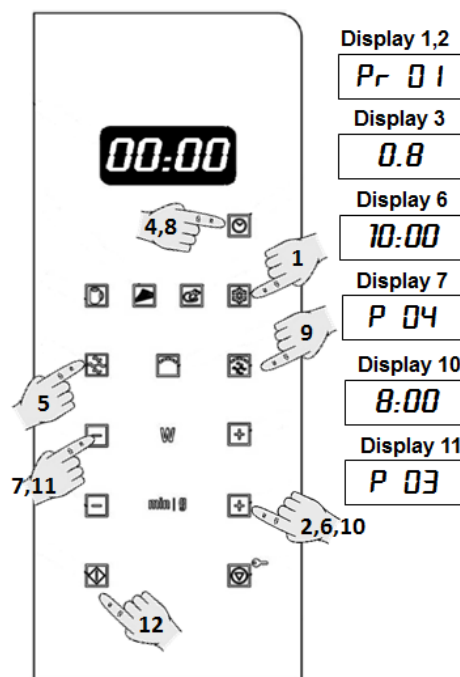 Display 1,2
Pr 01
Display 3
0.8
00:00
4,8
Display 6
10:00
1
Display 7
P 04
9
Display 10
8:00
5
W
Display 11
P 03
7,11
min | g
2,6,10
12